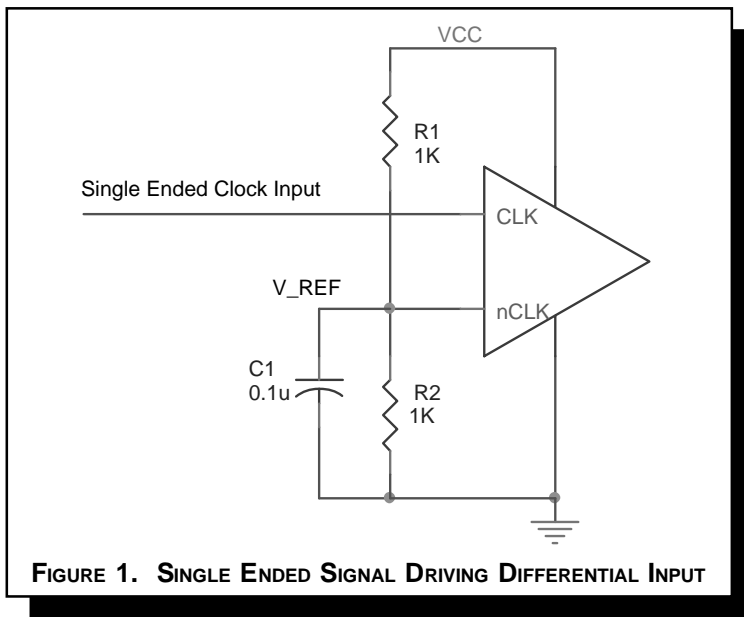 VCC
R1
1K
Single Ended Clock Input
CLK
V_REF
nCLK
C1
0.1u
R2
1K
FIGURE 1. SINGLE ENDED SIGNAL DRIVING DIFFERENTIAL INPUT